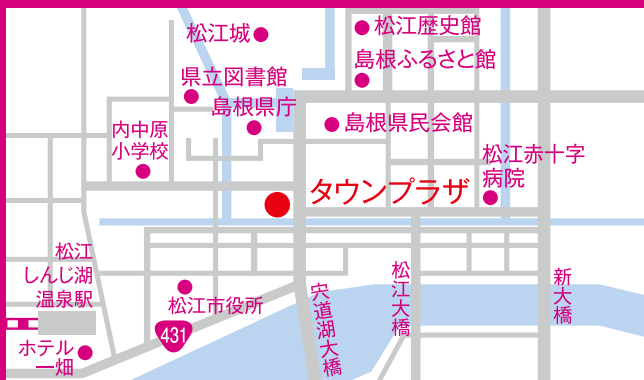 松江城
松江歴史館
島根ふるさと館
県立図書館
島根県庁
島根県民会館
内中原
小学校
松江赤十字
病院
タウンプラザ
松江
しんじ湖
温泉駅
松江市役所
431
宍道湖大橋
松江大橋
新大橋
ホテル
一畑